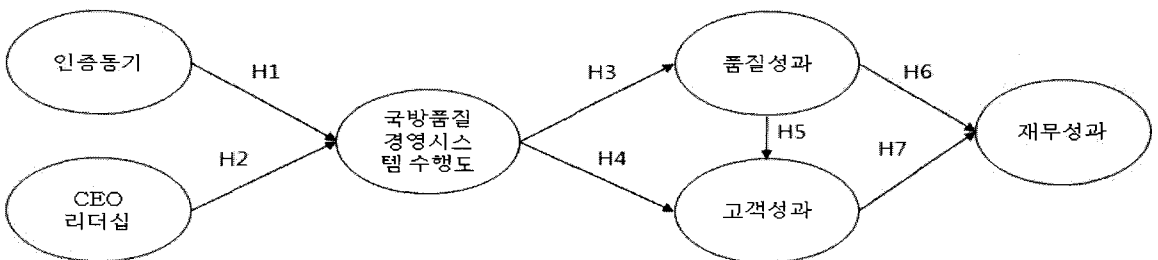 인증동기
H1
CEO
리더십
H2
국방품질
경영시스
템 수행도
H3
H4
품질성과
H5
고객성과
H6
H7
재무성과